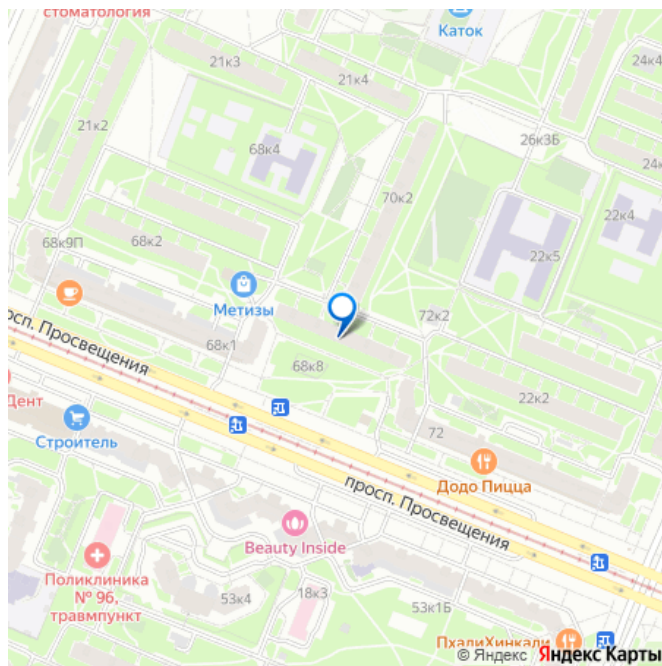 стоматология
Каток
21к3
21к4
24к4
21к2
68к4
26к3Б
24к
70к2
22к4
68к9П
68к2
22к5
Метизы
72к2
просп. Просвещения
68к1
68к8
Дент
22к2
Строитель
72
Додо Пицца
просп. Просвещения
Beauty Inside
Поликлиника
№ 96,
травмпункт
53к4
18к3
53к1Б
ПхалиХинкали
© Яндекс Яндекс Карты